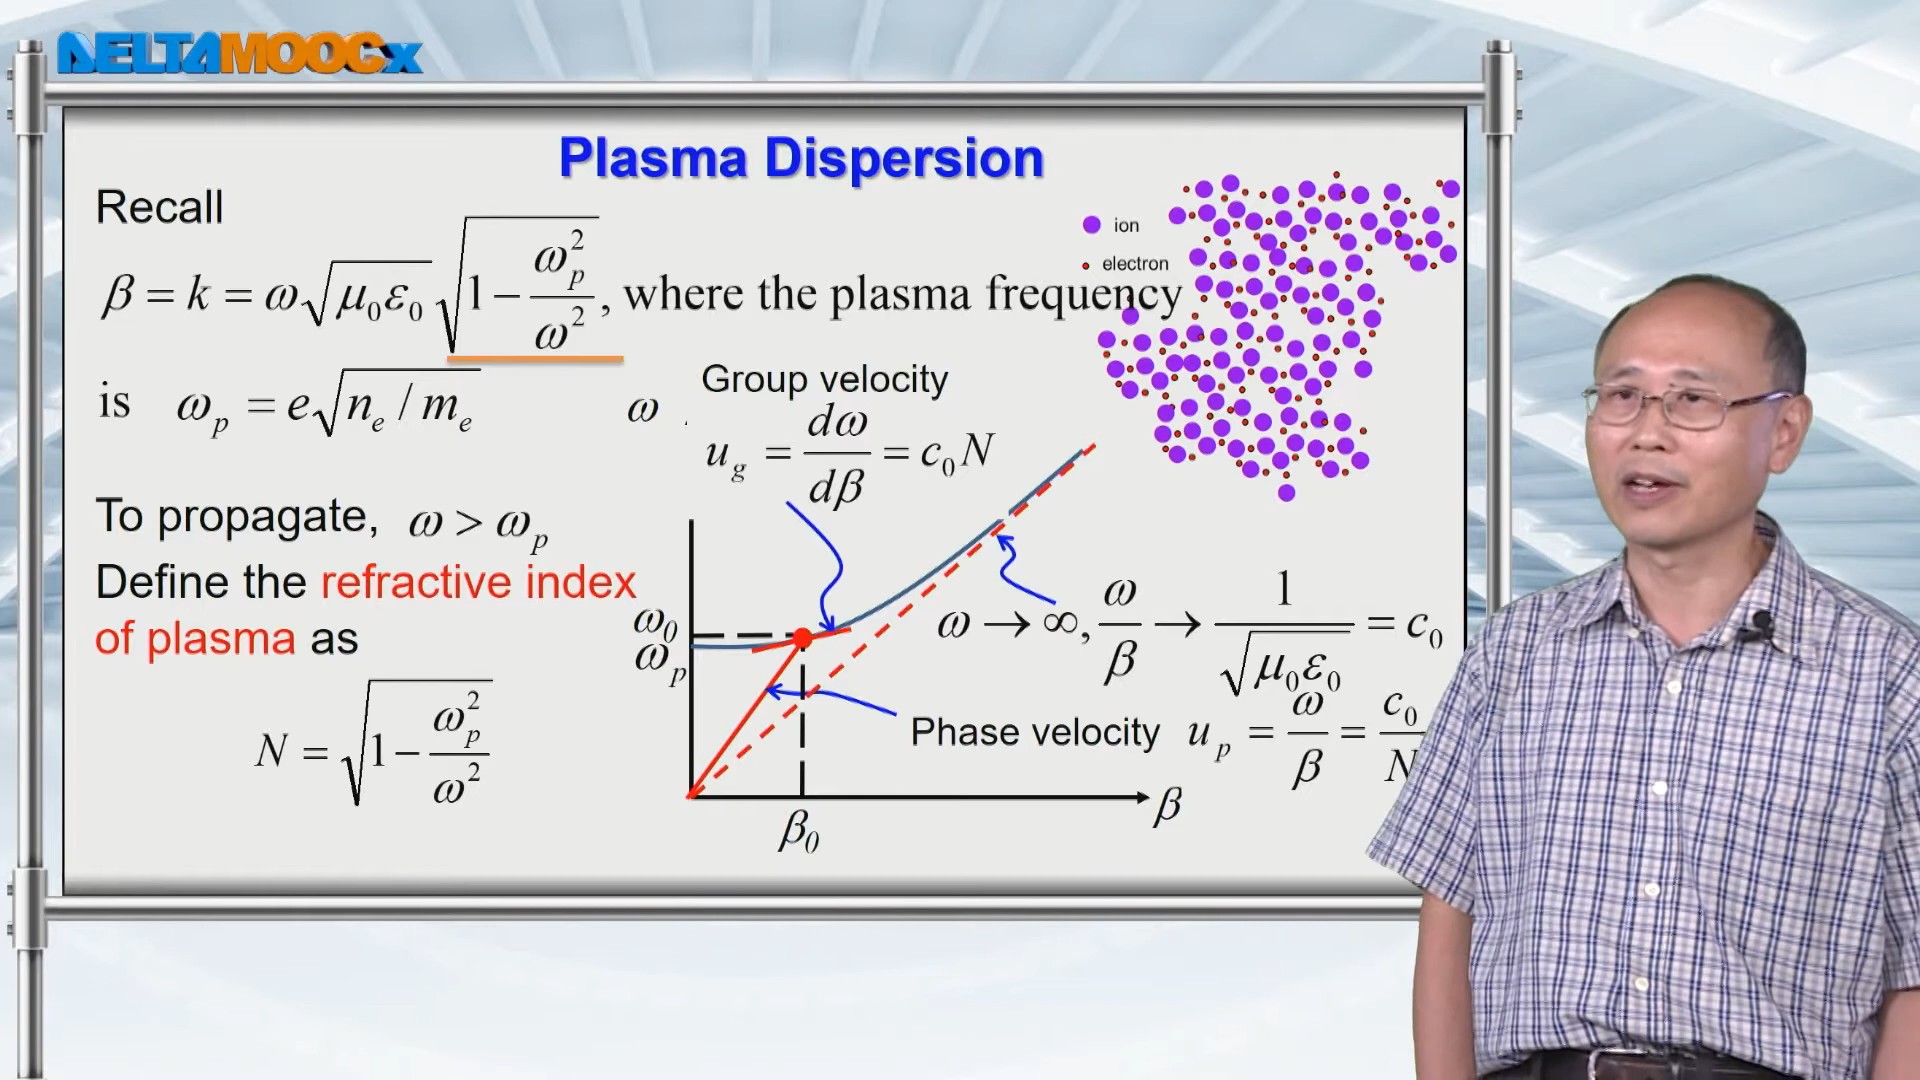 DELTAMOOCx
Plasma Dispersion
Recall
β = k = ω√μ₀ε₀ √1 − ωₚ²/ω², where the plasma frequency
is ωₚ = e√nₑ / mₑ
ion
electron
To propagate, ω > ωₚ
Define the refractive index
of plasma as
N = √1 − ωₚ²/ω²
ω
Group velocity
u_g = dω/dβ = c₀N
ω₀
ωₚ
ω → ∞, ω/β → 1/√μ₀ε₀ = c₀
Phase velocity uₚ = ω/β = c₀/N
β
β₀